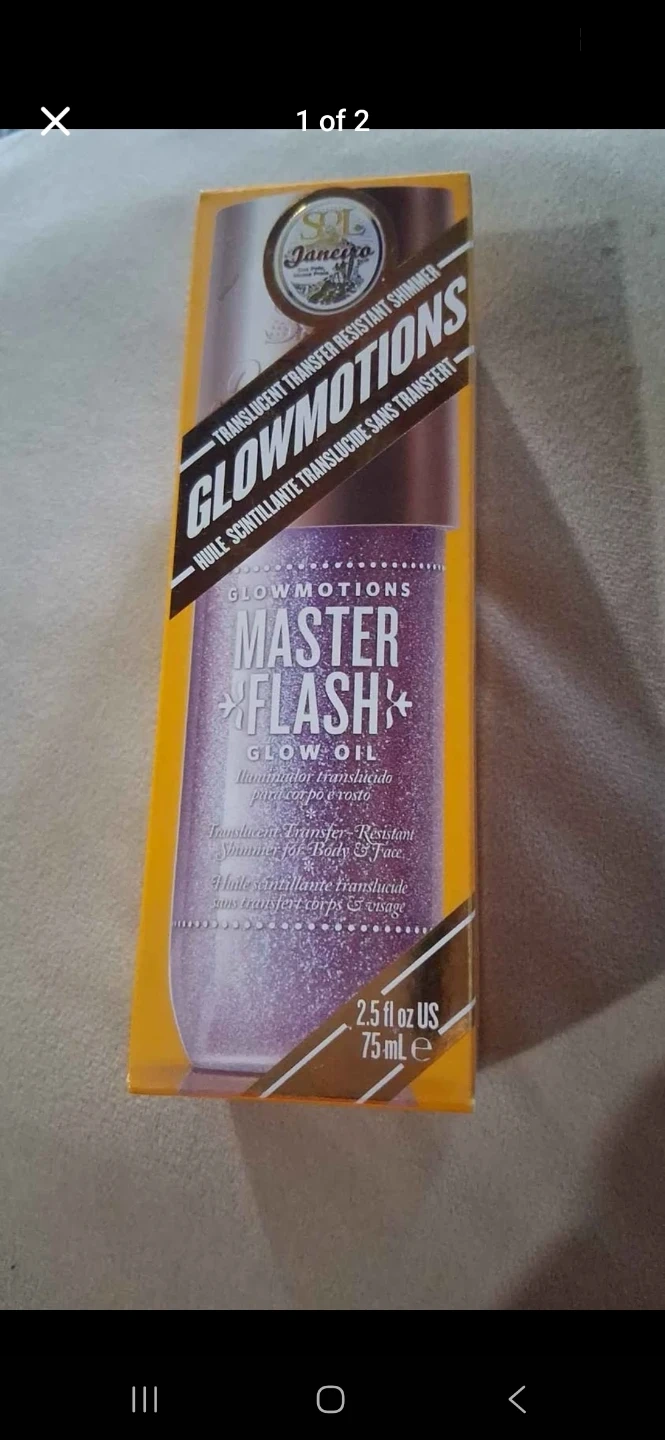 1 of 2
SOL
Janeiro
TRANSLUCENT TRANSFER RESISTANT SHIMMER
GLOWMOTIONS
HUILE SCINTILLANTE TRANSLUCIDE SANS TRANSFERT
GLOWMOTIONS
MASTER
FLASH
GLOW OIL
Iluminador translúcido
para corpo e rosto
Translucent Transfer-Resistant
Shimmer for Body & Face
Huile scintillante translucide
sans transfert corps & visage
2.5 fl oz US
75 mL e